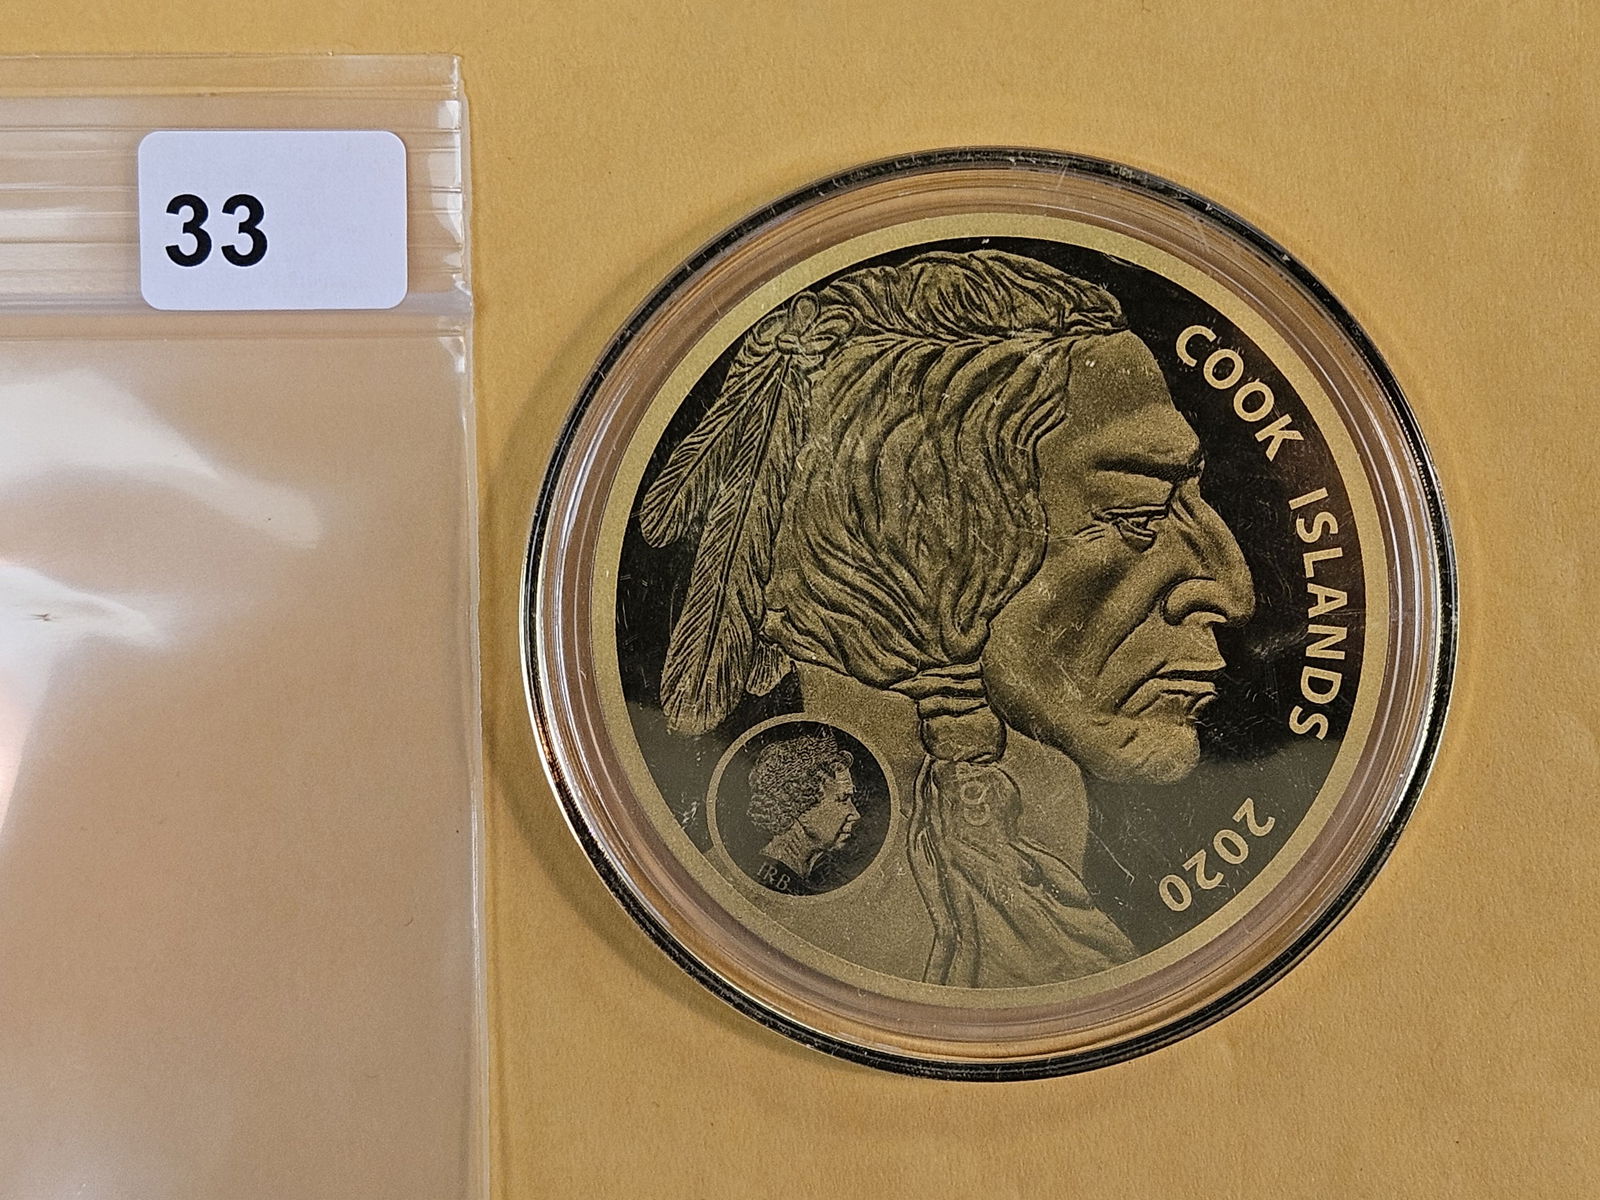 33
COOK ISLANDS
2020
IRB